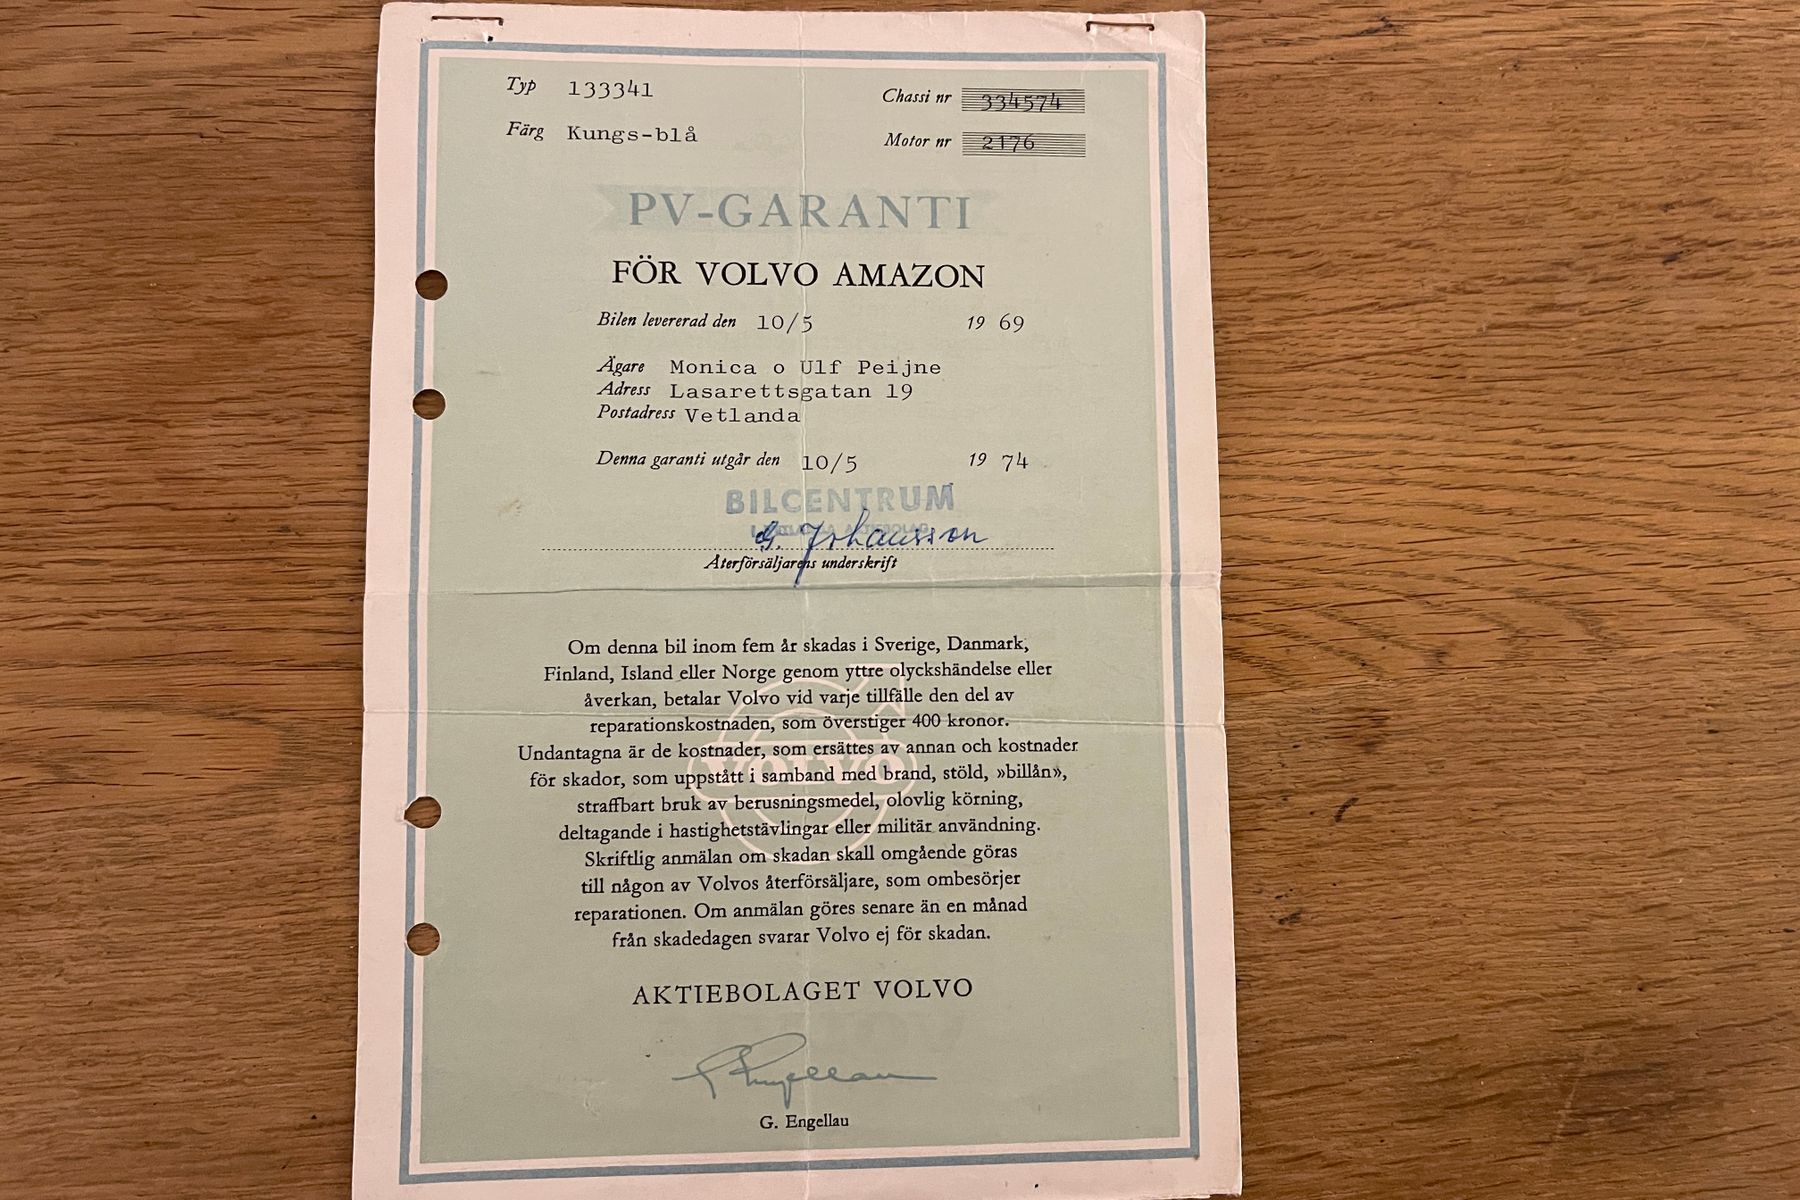 Typ 133341
Chassi nr 334574
Färg Kungs-blå
Motor nr 2176
PV-GARANTI
FÖR VOLVO AMAZON
Bilen levererad den 10/5 19 69
Ägare Monica o Ulf Peijne
Adress Lasarettsgatan 19
Postadress Vetlanda
Denna garanti utgår den 10/5 19 74
BILCENTRUM
I VETLANDA AKTIEBOLAG
G. Johansson
Återförsäljarens underskrift
Om denna bil inom fem år skadas i Sverige, Danmark,
Finland, Island eller Norge genom yttre olyckshändelse eller
åverkan, betalar Volvo vid varje tillfälle den del av
reparationskostnaden, som överstiger 400 kronor.
Undantagna är de kostnader, som ersättes av annan och kostnader
för skador, som uppstått i samband med brand, stöld, »billån»,
straffbart bruk av berusningsmedel, olovlig körning,
deltagande i hastighetstävlingar eller militär användning.
Skriftlig anmälan om skadan skall omgående göras
till någon av Volvos återförsäljare, som ombesörjer
reparationen. Om anmälan göres senare än en månad
från skadedagen svarar Volvo ej för skadan.
VOLVO
AKTIEBOLAGET VOLVO
G Engellau
G. Engellau